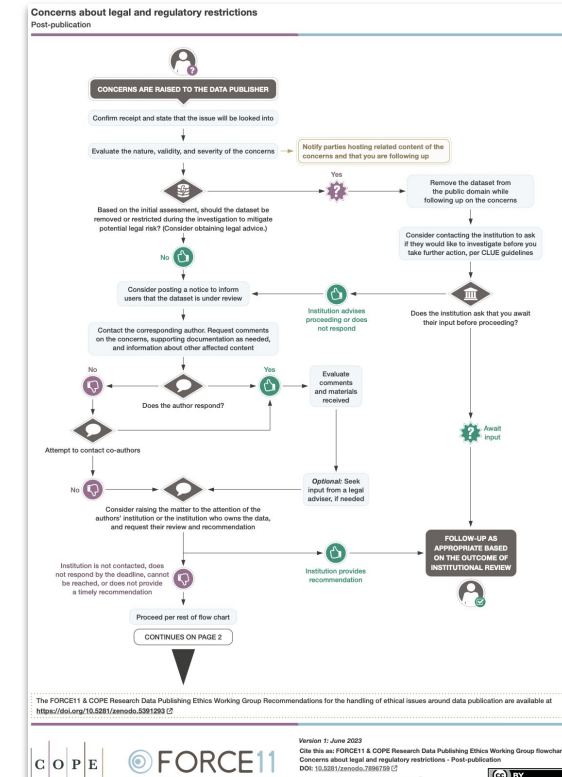 Concerns about legal and regulatory restrictions
Post-publication
CONCERNS ARE RAISED TO THE DATA PUBLISHER
Confirm receipt and state that the issue will be looked into
Evaluate the nature, validity, and severity of the concerns
Notify parties hosting related content of the
concerns and that you are following up
Based on the initial assessment, should the dataset be
removed or restricted during the investigation to mitigate
potential legal risk? (Consider obtaining legal advice.)
Yes
Remove the dataset from
the public domain while
following up on the concerns
Consider contacting the institution to ask
if they would like to investigate before you
take further action, per CLUE guidelines
No
Consider posting a notice to inform
users that the dataset is under review
Institution advises
proceeding or does
not respond
Does the institution ask that you await
their input before proceeding?
Contact the corresponding author. Request comments
on the concerns, supporting documentation as needed,
and information about other affected content
No
Yes
Does the author respond?
Evaluate
comments
and materials
received
Await
input
Attempt to contact co-authors
No
Optional: Seek
input from a legal
adviser, if needed
Consider raising the matter to the attention of the
authors' institution or the institution who owns the data,
and request their review and recommendation
FOLLOW-UP AS
APPROPRIATE BASED
ON THE OUTCOME OF
INSTITUTIONAL REVIEW
Institution is not contacted, does
not respond by the deadline, cannot
be reached, or does not provide
a timely recommendation
Institution provides
recommendation
Proceed per rest of flow chart
CONTINUES ON PAGE 2
The FORCE11 & COPE Research Data Publishing Ethics Working Group Recommendations for the handling of ethical issues around data publication are available at
https://doi.org/10.5281/zenodo.5391293
C O P E
FORCE11
Version 1: June 2023
Cite this as: FORCE11 & COPE Research Data Publishing Ethics Working Group flowchar
Concerns about legal and regulatory restrictions - Post-publication
DOI: 10.5281/zenodo.7896759
CC BY